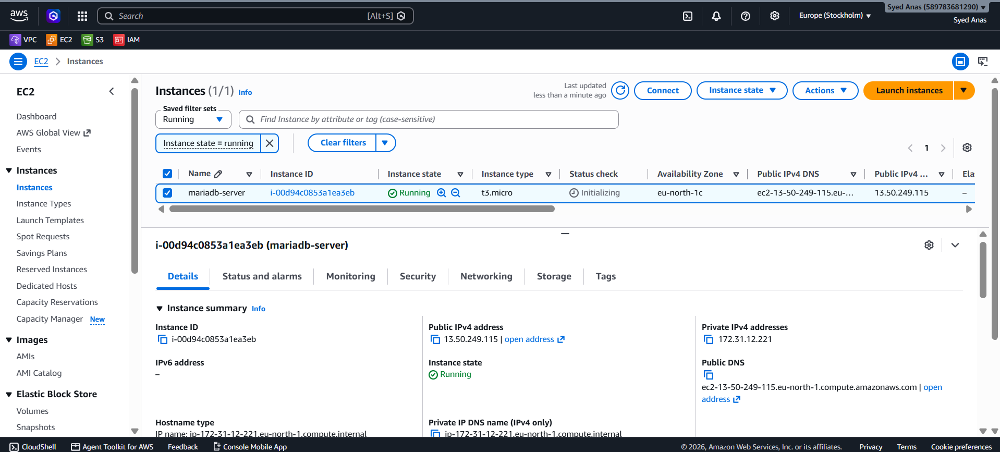 aws
Search
[Alt+S]
Europe (Stockholm)
Syed Anas (589783681290)
Syed Anas
VPC
EC2
S3
IAM
EC2
Instances
EC2
Dashboard
AWS Global View
Events
Instances
Instances
Instance Types
Launch Templates
Spot Requests
Savings Plans
Reserved Instances
Dedicated Hosts
Capacity Reservations
Capacity Manager New
Images
AMIs
AMI Catalog
Elastic Block Store
Volumes
Snapshots
Instances (1/1) Info
Last updated
less than a minute ago
Connect
Instance state
Actions
Launch instances
Saved filter sets
Running
Find Instance by attribute or tag (case-sensitive)
Instance state = running
Clear filters
1
Name Instance ID Instance state Instance type Status check Availability Zone Public IPv4 DNS Public IPv4 ... Ela
mariadb-server i-00d94c0853a1ea3eb Running t3.micro Initializing eu-north-1c ec2-13-50-249-115.eu-... 13.50.249.115 –
i-00d94c0853a1ea3eb (mariadb-server)
Details
Status and alarms
Monitoring
Security
Networking
Storage
Tags
Instance summary Info
Instance ID
i-00d94c0853a1ea3eb
Public IPv4 address
13.50.249.115 | open address
Private IPv4 addresses
172.31.12.221
IPv6 address
–
Instance state
Running
Public DNS
ec2-13-50-249-115.eu-north-1.compute.amazonaws.com | open
address
Hostname type
IP name: ip-172-31-12-221.eu-north-1.compute.internal
Private IP DNS name (IPv4 only)
ip-172-31-12-221.eu-north-1.compute.internal
CloudShell
Agent Toolkit for AWS
Feedback
Console Mobile App
© 2026, Amazon Web Services, Inc. or its affiliates.
Privacy
Terms
Cookie preferences